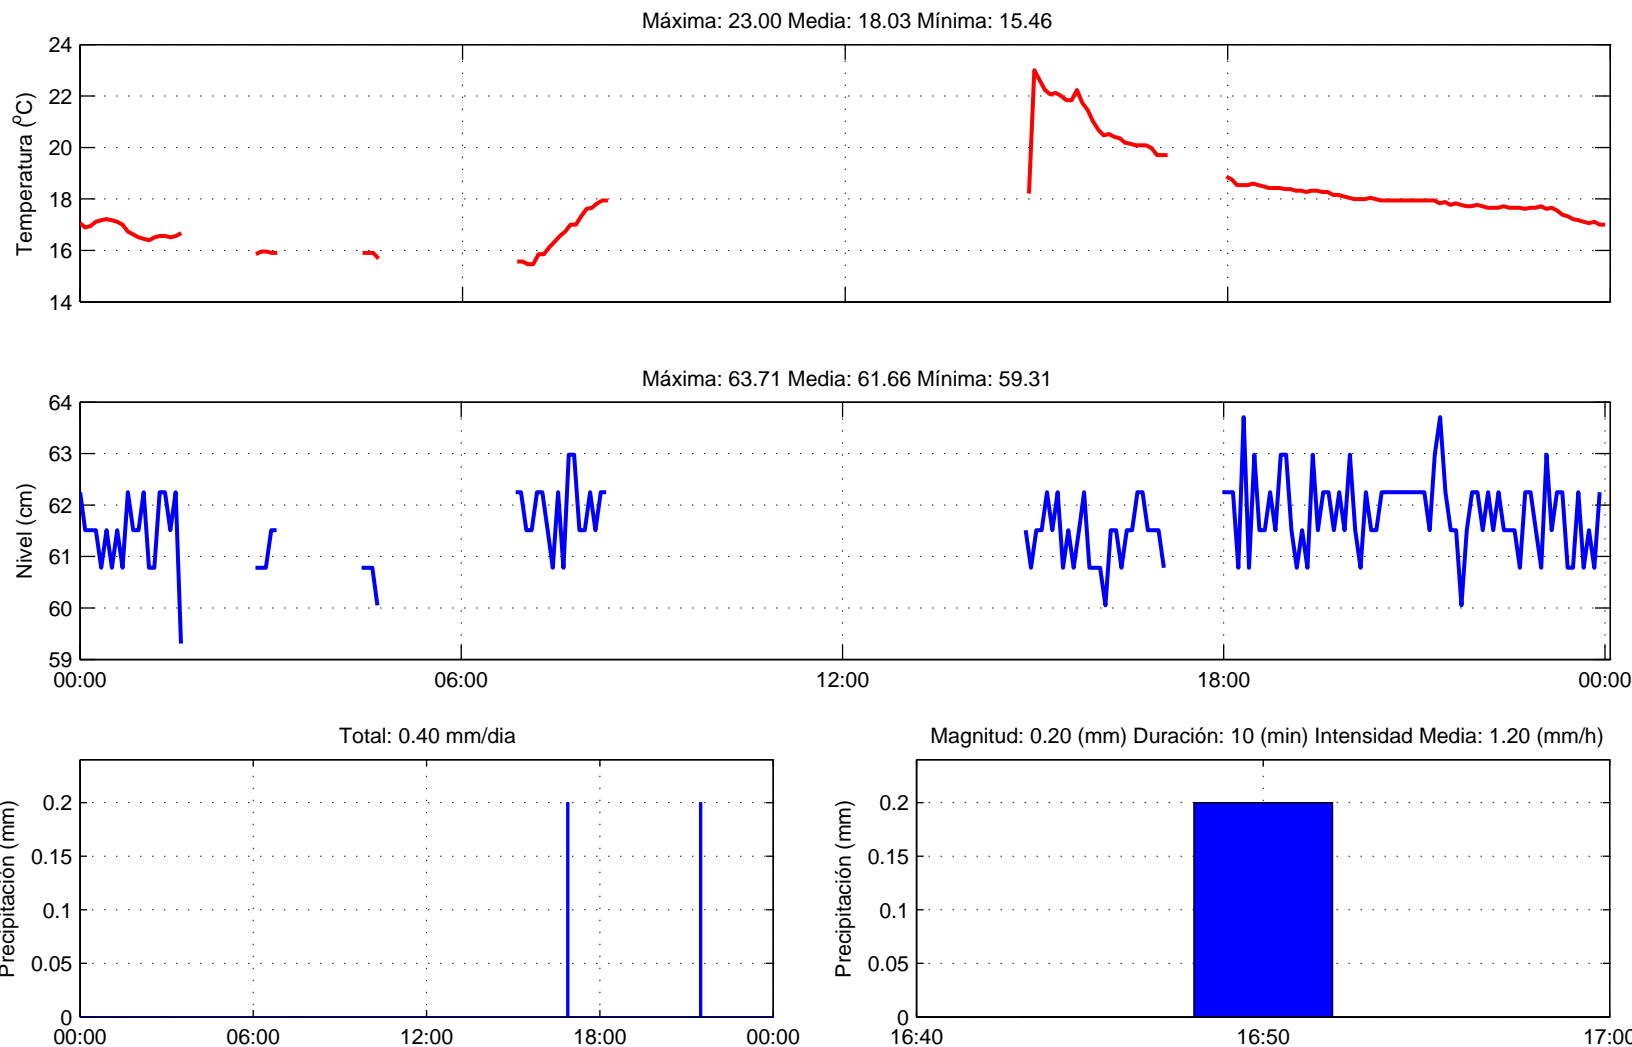 Máxima: 23.00 Media: 18.03 Mínima: 15.46
24
22
20
18
16
14
Temperatura (ºC)
Máxima: 63.71 Media: 61.66 Mínima: 59.31
64
63
62
61
60
59
Nivel (cm)
00:00 06:00 12:00 18:00 00:00
Total: 0.40 mm/dia
0.2
0.15
0.1
0.05
0
Precipitación (mm)
00:00 06:00 12:00 18:00 00:00
Magnitud: 0.20 (mm) Duración: 10 (min) Intensidad Media: 1.20 (mm/h)
0.2
0.15
0.1
0.05
0
Precipitación (mm)
16:40 16:50 17:00